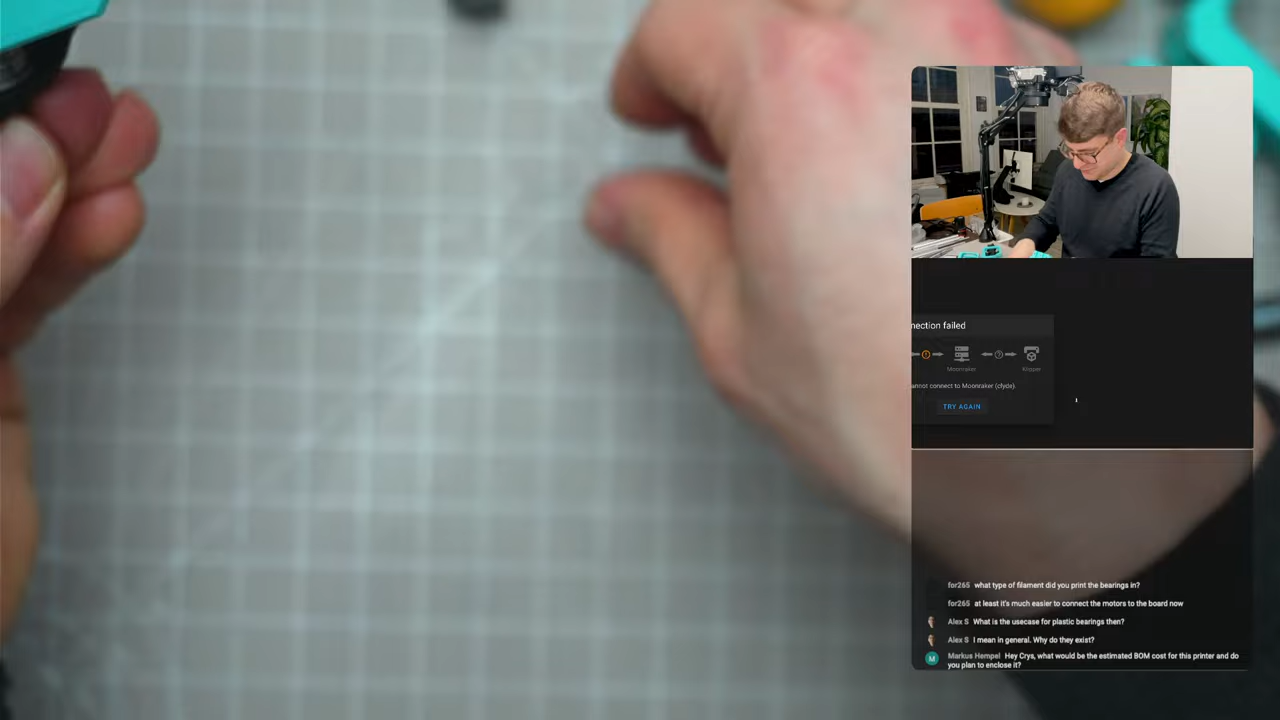 nection failed
Moonraker
Klipper
annot connect to Moonraker (clyde).
TRY AGAIN
for265 what type of filament did you print the bearings in?
for265 at least it's much easier to connect the motors to the board now
Alex S What is the usecase for plastic bearings then?
Alex S I mean in general. Why do they exist?
M
Markus Hempel Hey Crys, what would be the estimated BOM cost for this printer and do
you plan to enclose it?